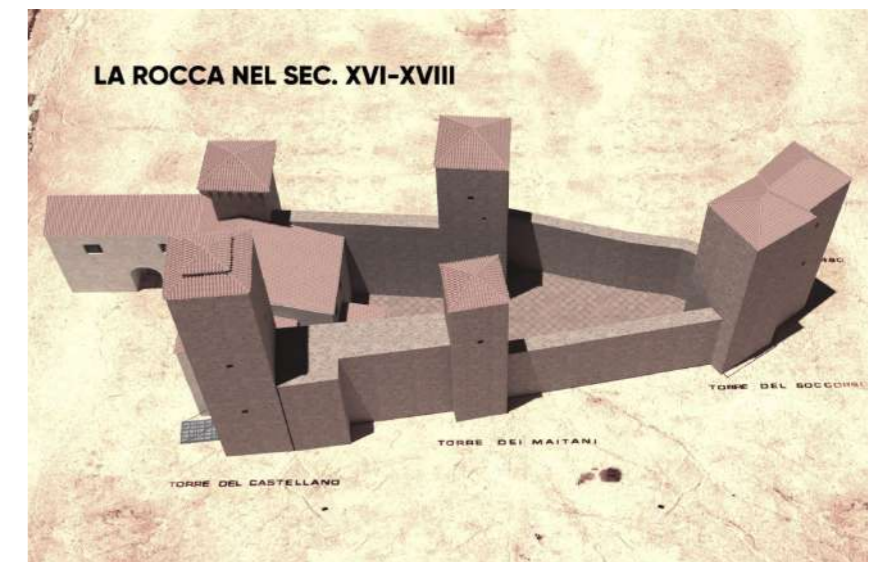 LA ROCCA NEL SEC. XVI-XVIII
TORRE DEL SOCCORSO
TORRE DEI MAITANI
TORRE DEL CASTELLANO